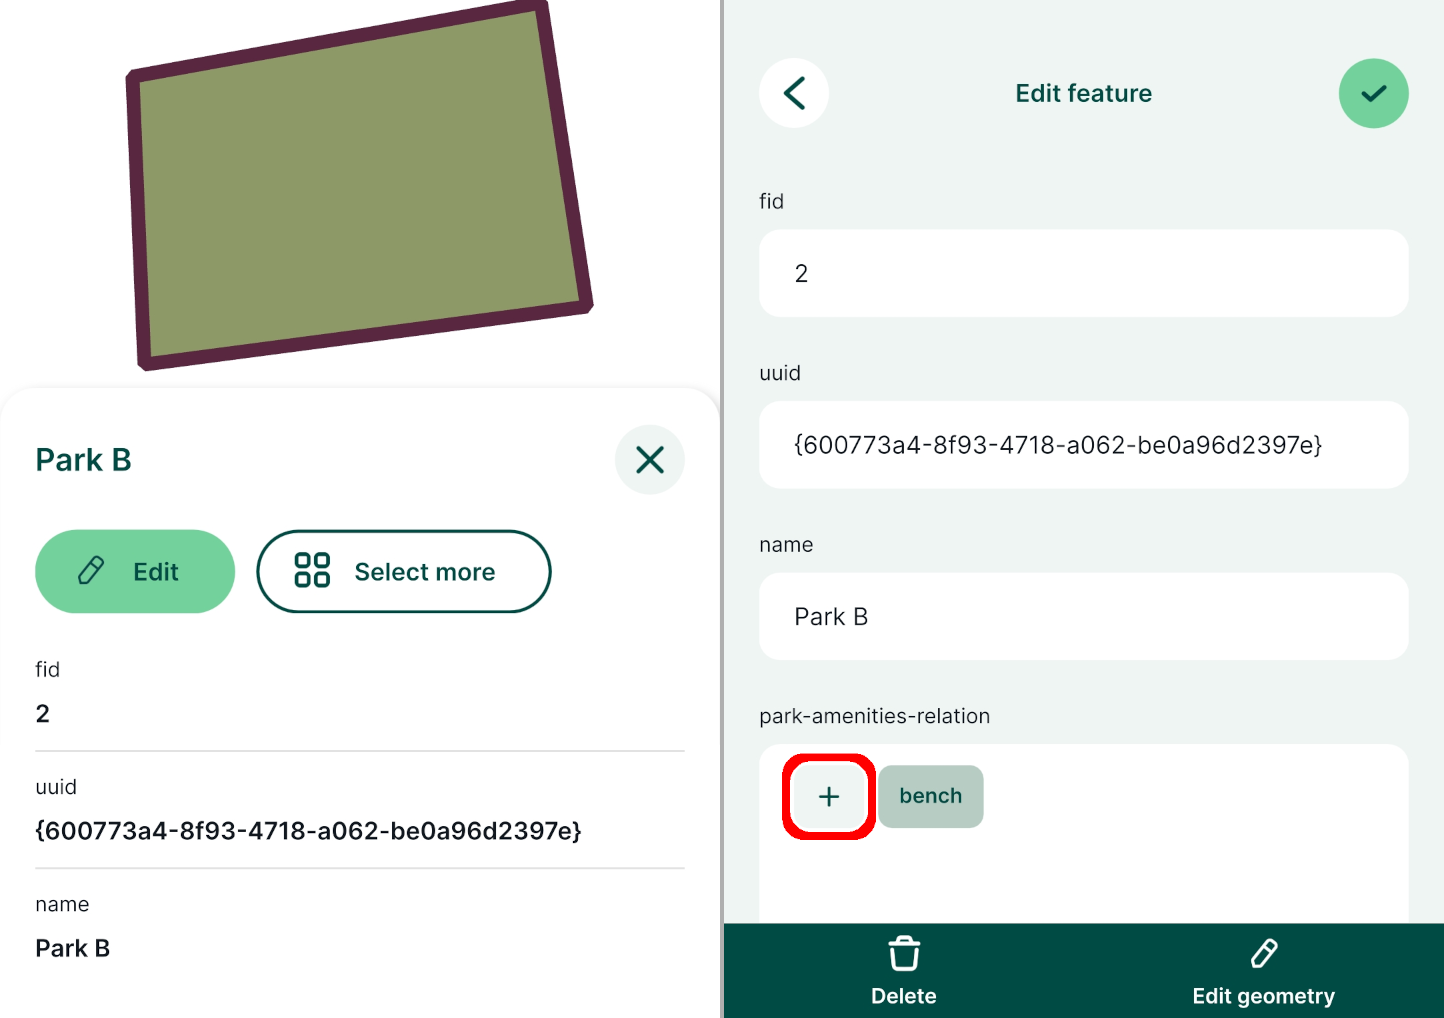 Park B
Edit
Select more
fid
2
uuid
{600773a4-8f93-4718-a062-be0a96d2397e}
name
Park B
Edit feature
fid
2
uuid
{600773a4-8f93-4718-a062-be0a96d2397e}
name
Park B
park-amenities-relation
+ bench
Delete
Edit geometry